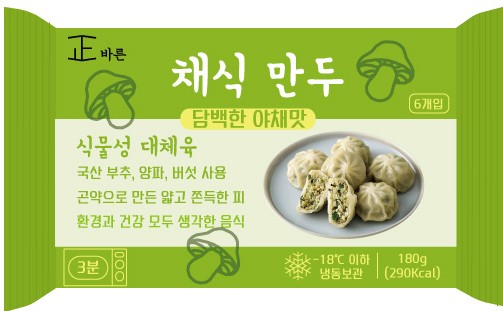 正 바른
채식 만두
6개입
담백한 야채맛
식물성 대체육
국산 부추, 양파, 버섯 사용
곤약으로 만든 얇고 쫀득한 피
환경과 건강 모두 생각한 음식
3분
-18℃ 이하
냉동보관
180g
(290Kcal)